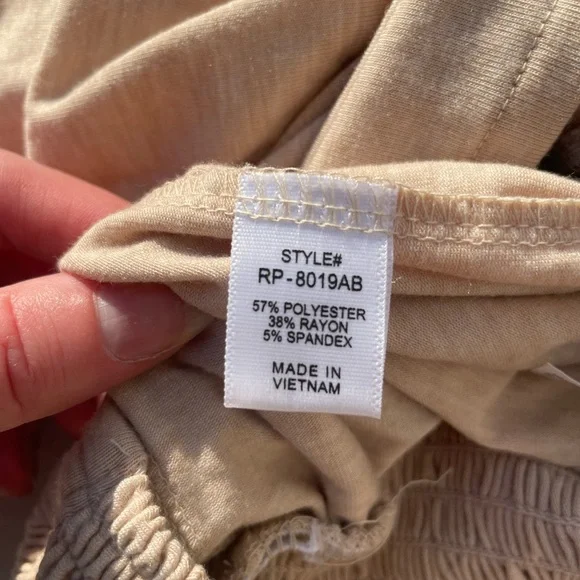 STYLE#
RP-8019AB
57% POLYESTER
38% RAYON
5% SPANDEX
MADE IN
VIETNAM